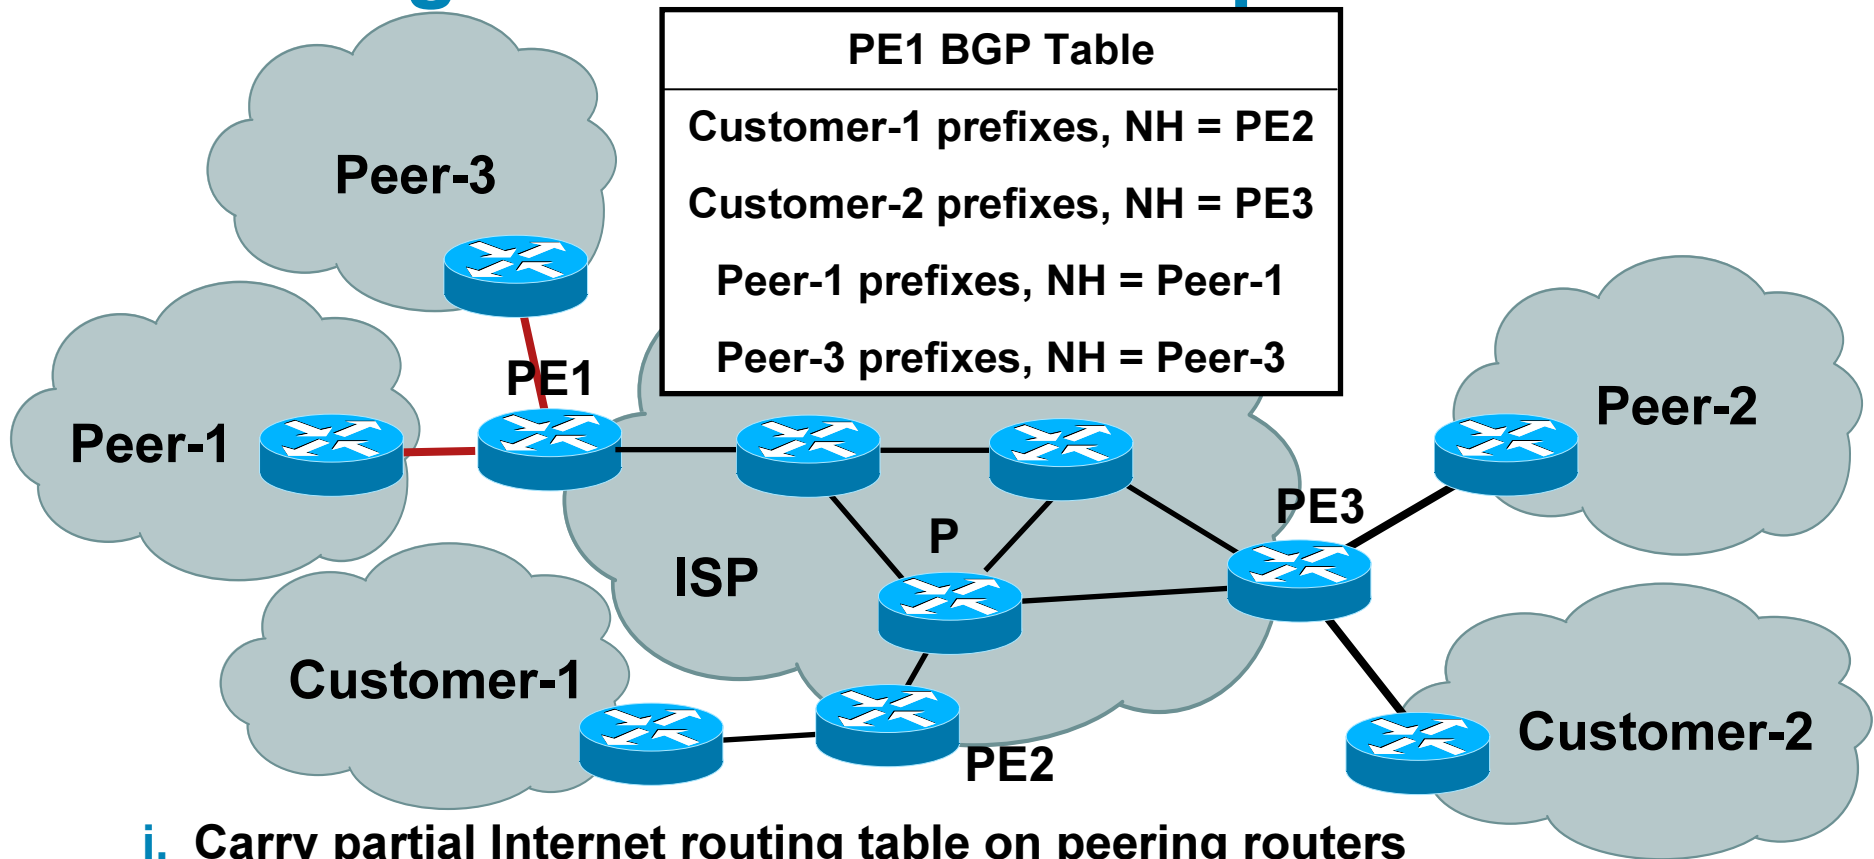 PE1 BGP Table
Customer-1 prefixes, NH = PE2
Customer-2 prefixes, NH = PE3
Peer-1 prefixes, NH = Peer-1
Peer-3 prefixes, NH = Peer-3
Peer-3
PE1
Peer-1
Peer-2
PE3
P
ISP
Customer-1
PE2
Customer-2
i. Carry partial Internet routing table on peering routers